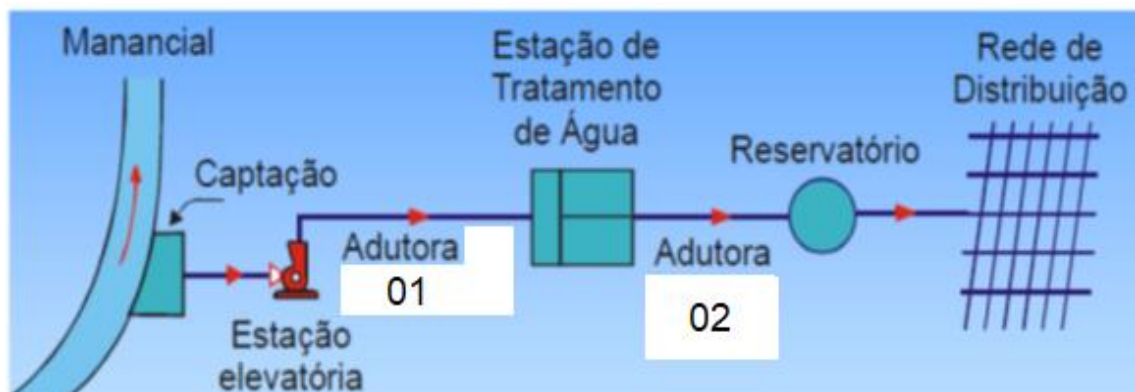 Manancial
Captação
Estação
elevatória
Adutora
01
Estação de
Tratamento
de Água
Adutora
02
Reservatório
Rede de
Distribuição